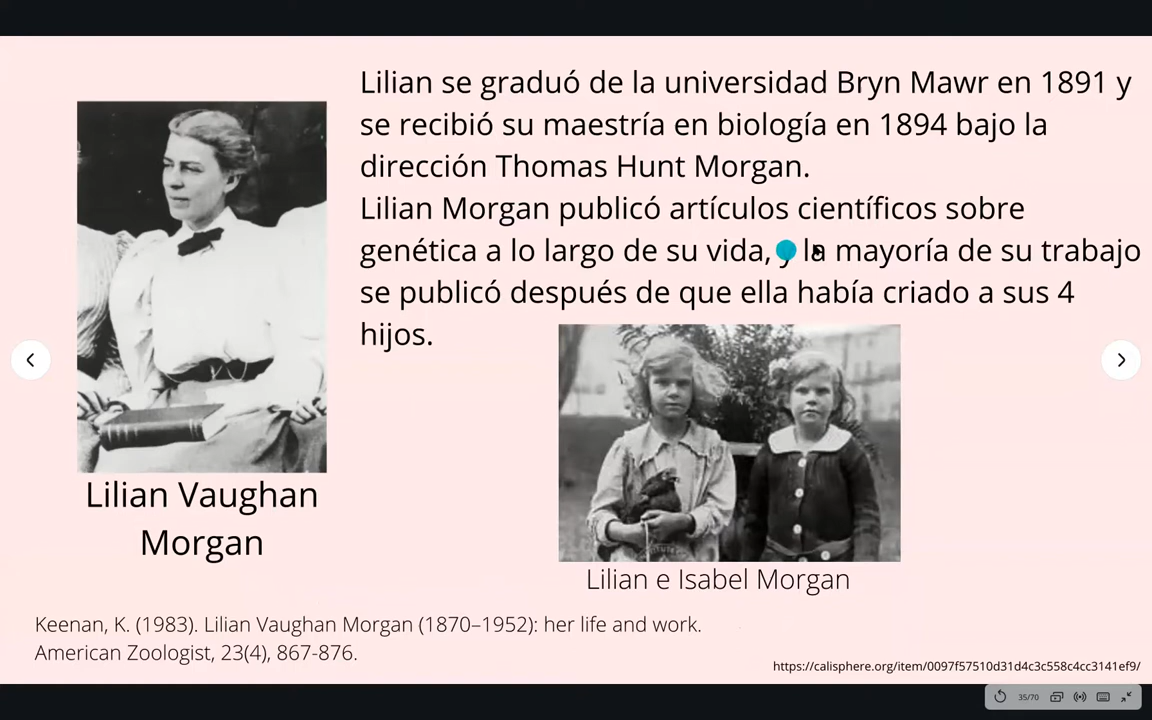 Lilian se graduó de la universidad Bryn Mawr en 1891 y
se recibió su maestría en biología en 1894 bajo la
dirección Thomas Hunt Morgan.
Lilian Morgan publicó artículos científicos sobre
genética a lo largo de su vida, y la mayoría de su trabajo
se publicó después de que ella había criado a sus 4
hijos.
Lilian Vaughan
Morgan
Lilian e Isabel Morgan
Keenan, K. (1983). Lilian Vaughan Morgan (1870–1952): her life and work.
American Zoologist, 23(4), 867-876.
https://calisphere.org/item/0097f57510d31d4c3c558c4cc3141ef9/
35/70